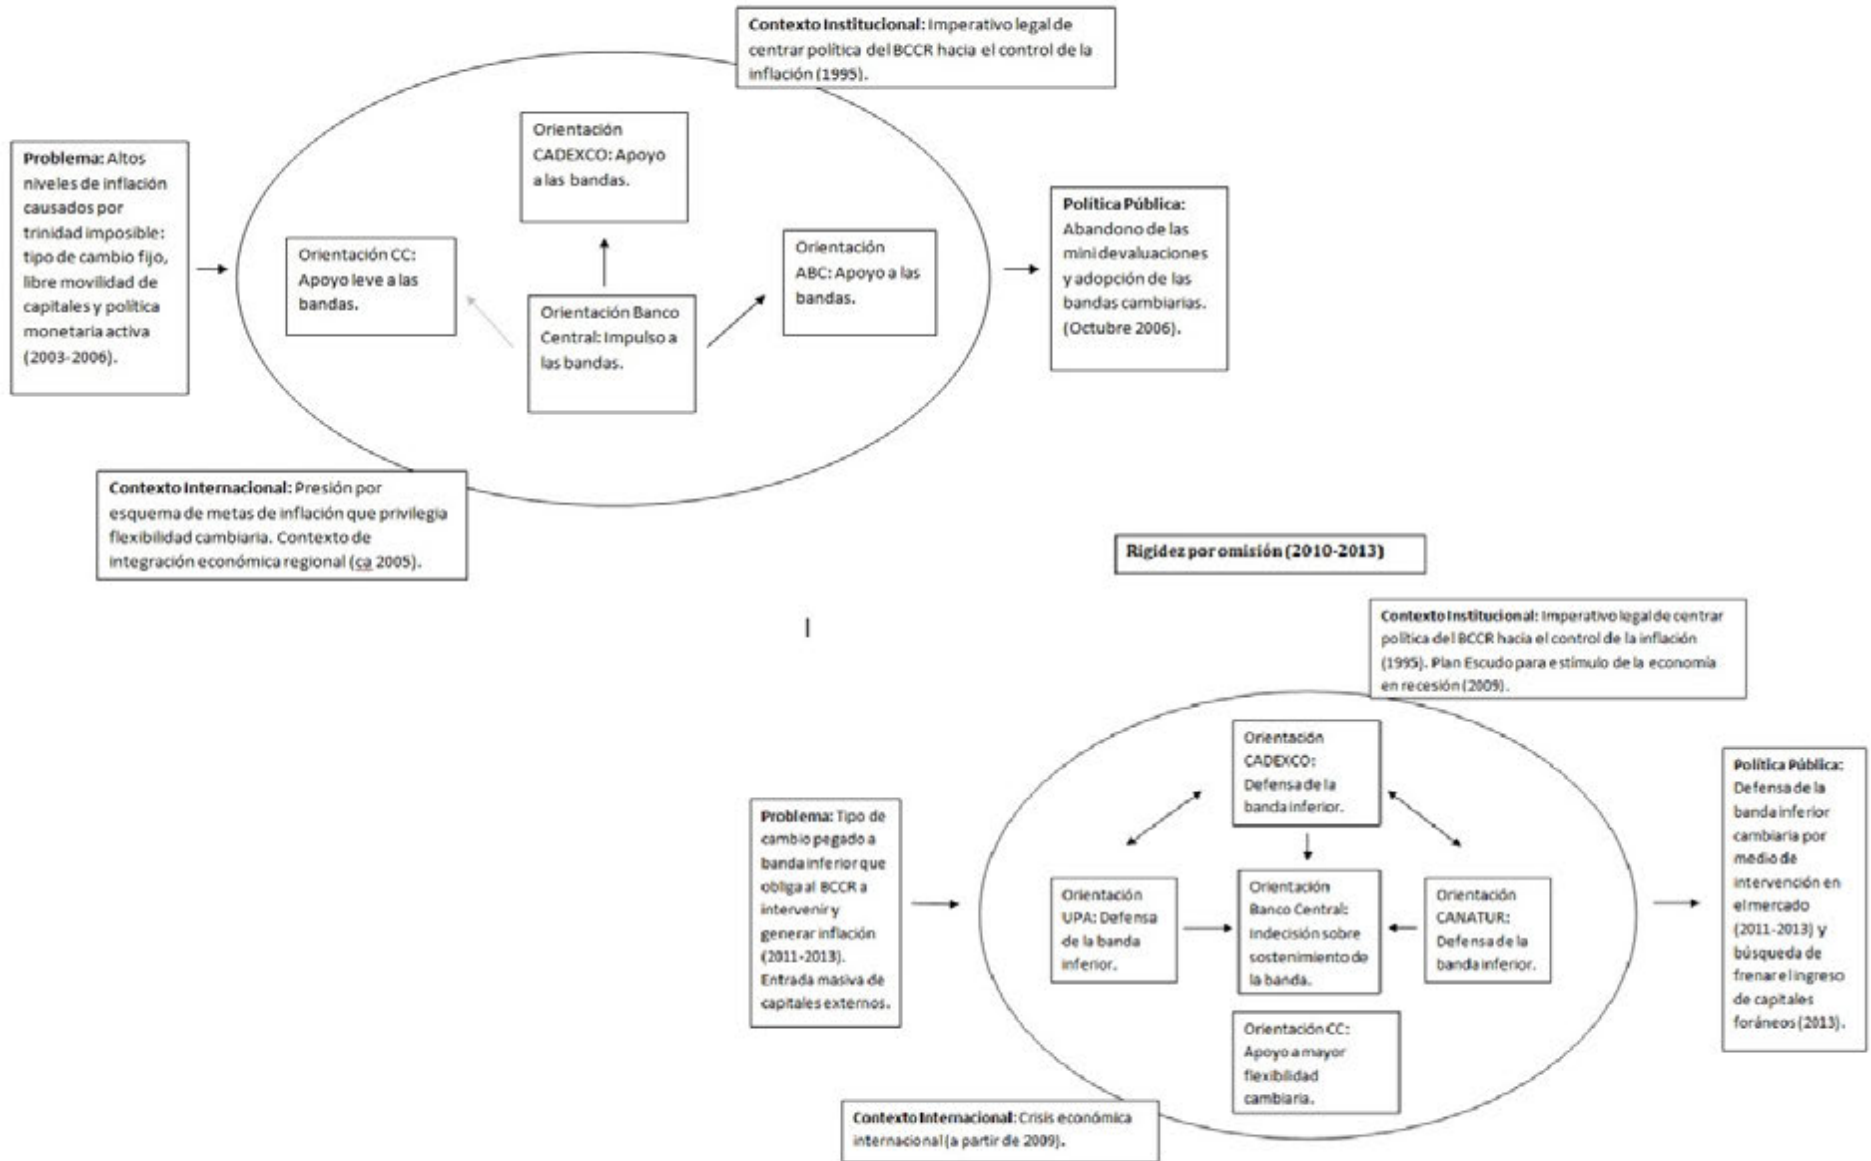 Contexto Institucional: Imperativo legal de
centrar política del BCCR hacia el control de la
inflación (1995).
Problema: Altos
niveles de inflación
causados por
trinidad imposible:
tipo de cambio fijo,
libre movilidad de
capitales y política
monetaria activa
(2003-2006).
Orientación
CADEXCO: Apoyo
a las bandas.
Orientación CC:
Apoyo leve a las
bandas.
Orientación Banco
Central: Impulso a
las bandas.
Orientación
ABC: Apoyo a las
bandas.
Política Pública:
Abandono de las
mini devaluaciones
y adopción de las
bandas cambiarias.
(Octubre 2006).
Contexto Internacional: Presión por
esquema de metas de inflación que privilegia
flexibilidad cambiaria. Contexto de
integración económica regional (ca 2005).
Rigidez por omisión (2010-2013)
Contexto Institucional: Imperativo legal de centrar
política del BCCR hacia el control de la inflación
(1995). Plan Escudo para estímulo de la economía
en recesión (2009).
Problema: Tipo de
cambio pegado a
banda inferior que
obliga al BCCR a
intervenir y
generar inflación
(2011-2013).
Entrada masiva de
capitales externos.
Orientación
CADEXCO:
Defensa de la
banda inferior.
Orientación
UPA: Defensa
de la banda
inferior.
Orientación
Banco Central:
Indecisión sobre
sostenimiento de
la banda.
Orientación
CANATUR:
Defensa de la
banda inferior.
Orientación CC:
Apoyo a mayor
flexibilidad
cambiaria.
Política Pública:
Defensa de la
banda inferior
cambiaria por
medio de
intervención en
el mercado
(2011-2013) y
búsqueda de
frenar el ingreso
de capitales
foráneos (2013).
Contexto Internacional: Crisis económica
internacional (a partir de 2009).